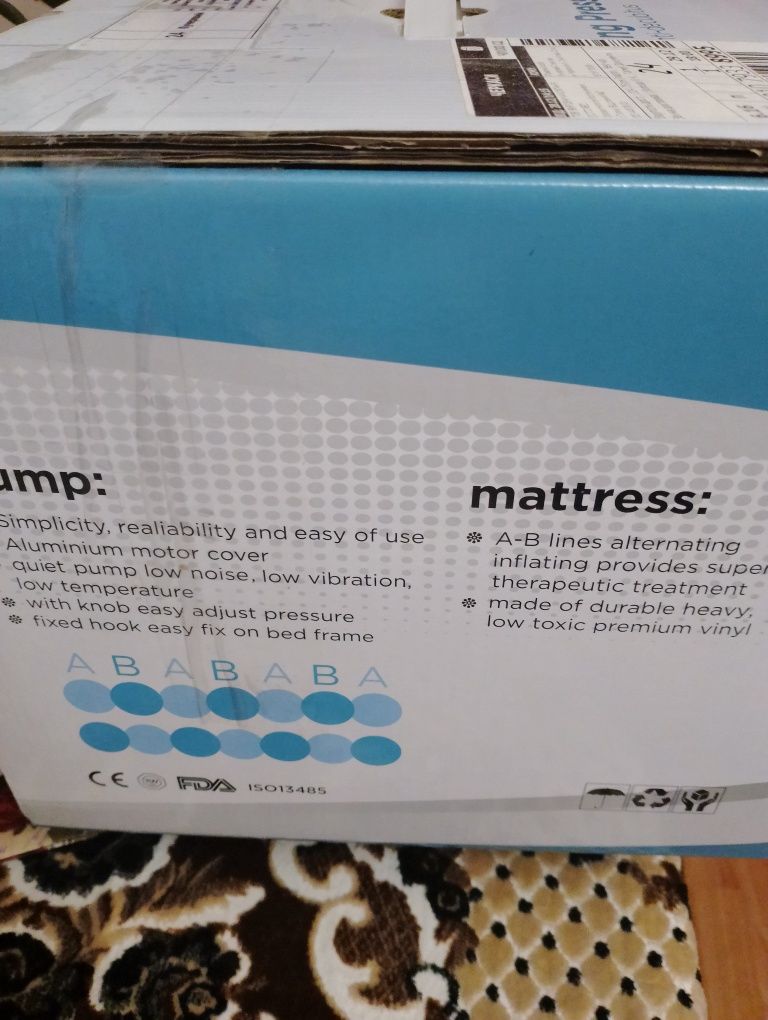 ump:
Simplicity, realiability and easy of use
Aluminium motor cover
quiet pump low noise, low vibration,
low temperature
with knob easy adjust pressure
fixed hook easy fix on bed frame
A B A B A B A
CE FDA ISO13485
mattress:
A-B lines alternating
inflating provides super
therapeutic treatment
made of durable heavy,
low toxic premium vinyl